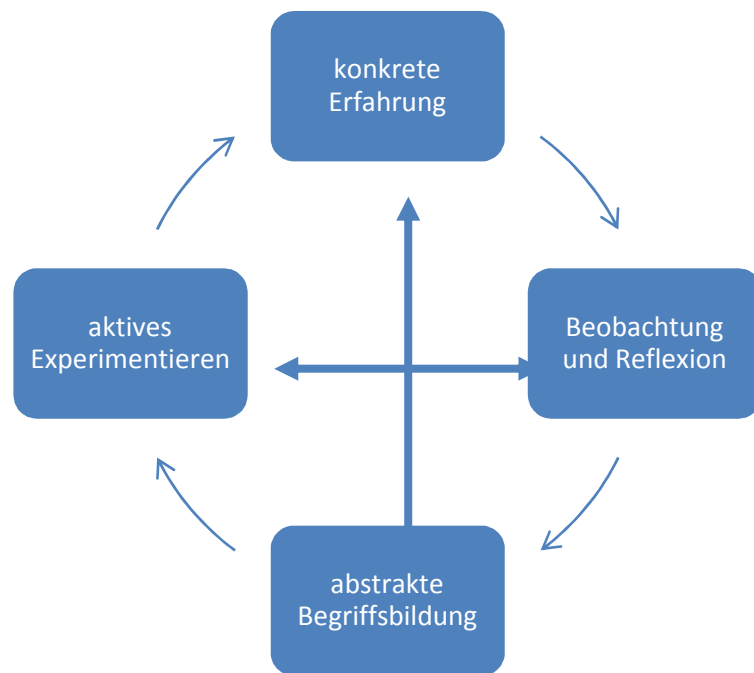 konkrete
Erfahrung
aktives
Experimentieren
Beobachtung
und Reflexion
abstrakte
Begriffsbildung